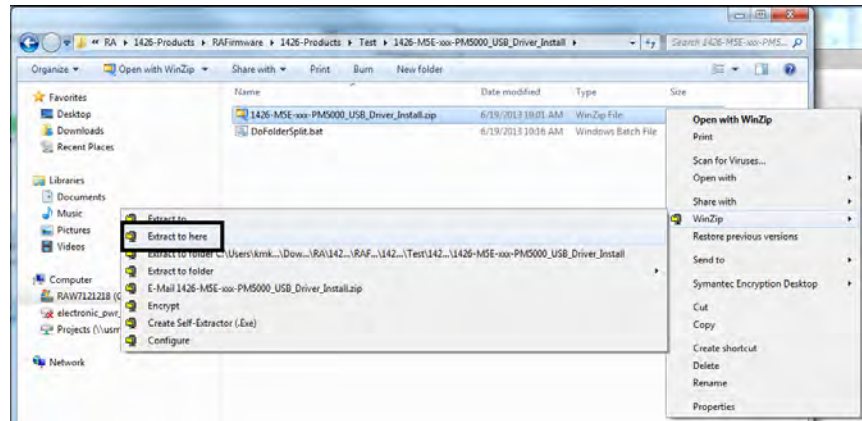 « RA ▸ 1426-Products ▸ RAFirmware ▸ 1426-Products ▸ Test ▸ 1426-M5E-xxx-PM5000_USB_Driver_Install ▸
Search 1426-M5E-xxx-PM5...
Organize Open with WinZip Share with Print Burn New folder
Name Date modified Type Size
Favorites
Desktop
Downloads
Recent Places
Libraries
Documents
Music
Pictures
Videos
Computer
RAW7121218 (C
electronic_pwr_
Projects (\\usm
Network
1426-M5E-xxx-PM5000_USB_Driver_Install.zip 6/19/2013 10:01 AM WinZip File
DoFolderSplit.bat 6/19/2013 10:16 AM Windows Batch File
Extract to
Extract to here
Extract to folder C:\Users\kmk...\Dow...\RA\142...\RAF...\142...\Test\142...\1426-M5E-xxx-PM5000_USB_Driver_Install
Extract to folder
E-Mail 1426-M5E-xxx-PM5000_USB_Driver_Install.zip
Encrypt
Create Self-Extractor (.Exe)
Configure
Open with WinZip
Print
Scan for Viruses...
Open with
Share with
WinZip
Restore previous versions
Send to
Symantec Encryption Desktop
Cut
Copy
Create shortcut
Delete
Rename
Properties